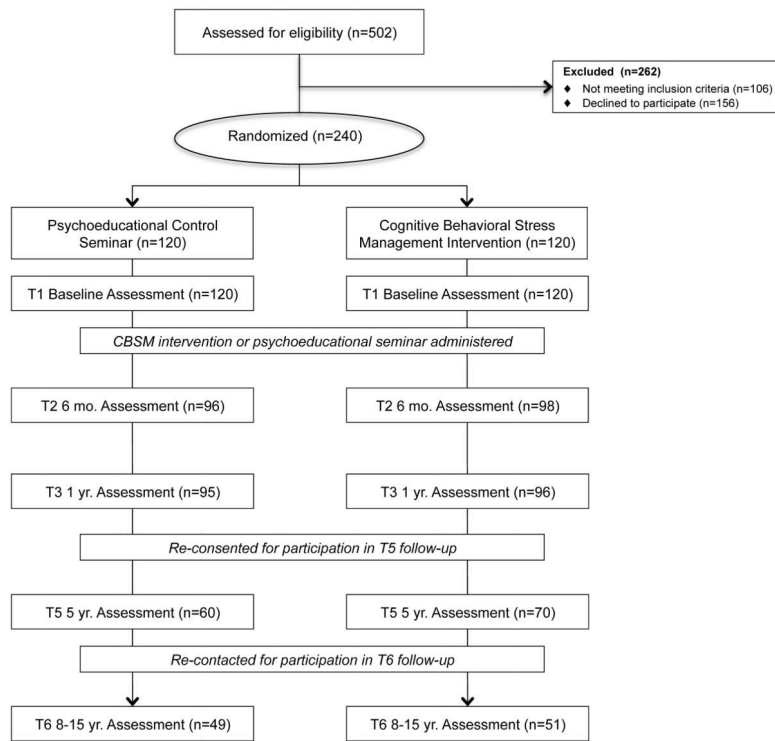 Assessed for eligibility (n=502)
Excluded (n=262)
♦ Not meeting inclusion criteria (n=106)
♦ Declined to participate (n=156)
Randomized (n=240)
Psychoeducational Control
Seminar (n=120)
Cognitive Behavioral Stress
Management Intervention (n=120)
T1 Baseline Assessment (n=120)
T1 Baseline Assessment (n=120)
CBSM intervention or psychoeducational seminar administered
T2 6 mo. Assessment (n=96)
T2 6 mo. Assessment (n=98)
T3 1 yr. Assessment (n=95)
T3 1 yr. Assessment (n=96)
Re-consented for participation in T5 follow-up
T5 5 yr. Assessment (n=60)
T5 5 yr. Assessment (n=70)
Re-contacted for participation in T6 follow-up
T6 8-15 yr. Assessment (n=49)
T6 8-15 yr. Assessment (n=51)